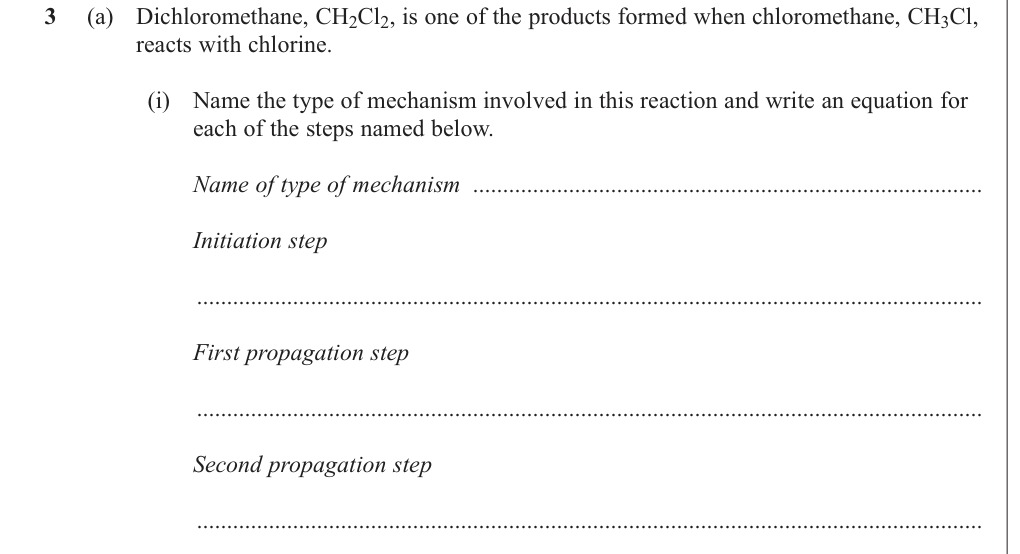 3 (a) Dichloromethane, CH₂Cl₂, is one of the products formed when chloromethane, CH₃Cl,
reacts with chlorine.
(i) Name the type of mechanism involved in this reaction and write an equation for
each of the steps named below.
Name of type of mechanism ......................................................................................
Initiation step
....................................................................................................................................
First propagation step
....................................................................................................................................
Second propagation step
....................................................................................................................................